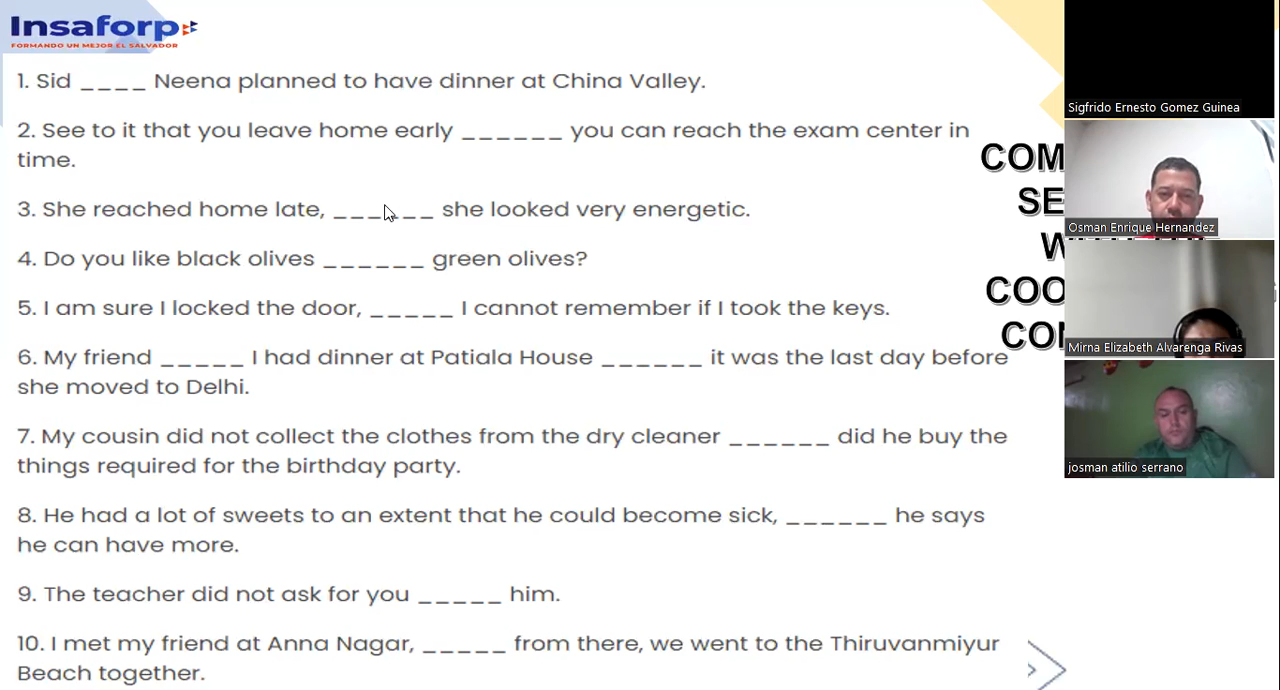 Insaforp
FORMANDO UN MEJOR EL SALVADOR
1. Sid ____ Neena planned to have dinner at China Valley.
2. See to it that you leave home early ______ you can reach the exam center in
time.
3. She reached home late, ______ she looked very energetic.
4. Do you like black olives ______ green olives?
5. I am sure I locked the door, _____ I cannot remember if I took the keys.
6. My friend _____ I had dinner at Patiala House ______ it was the last day before
she moved to Delhi.
7. My cousin did not collect the clothes from the dry cleaner ______ did he buy the
things required for the birthday party.
8. He had a lot of sweets to an extent that he could become sick, ______ he says
he can have more.
9. The teacher did not ask for you _____ him.
10. I met my friend at Anna Nagar, _____ from there, we went to the Thiruvanmiyur
Beach together.
COM
SE
W
COO
CON
Sigfrido Ernesto Gomez Guinea
Osman Enrique Hernandez
Mirna Elizabeth Alvarenga Rivas
josman atilio serrano